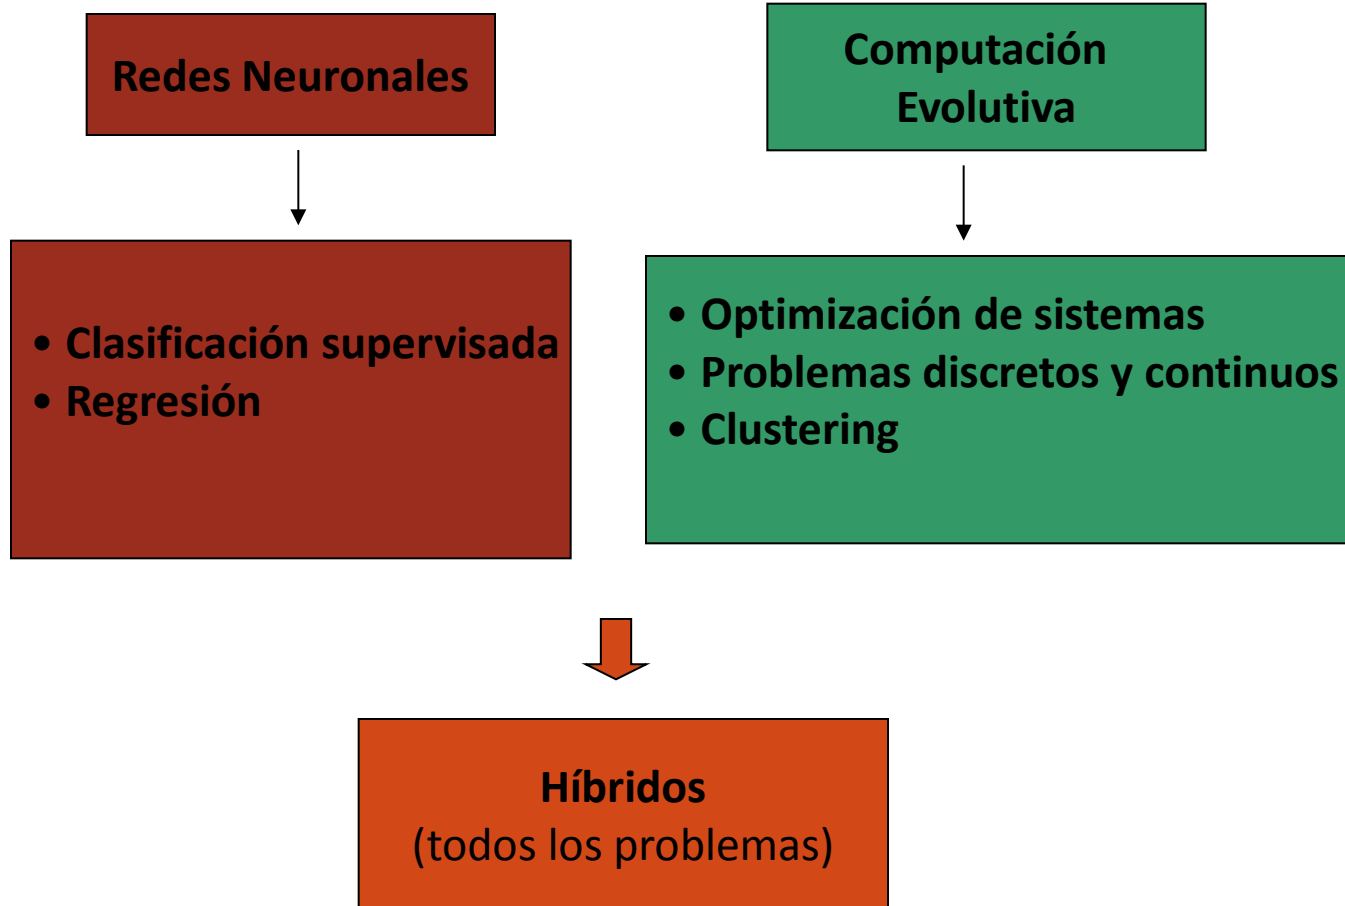 Redes Neuronales
Computación
Evolutiva
• Clasificación supervisada
• Regresión
• Optimización de sistemas
• Problemas discretos y continuos
• Clustering
Híbridos
(todos los problemas)